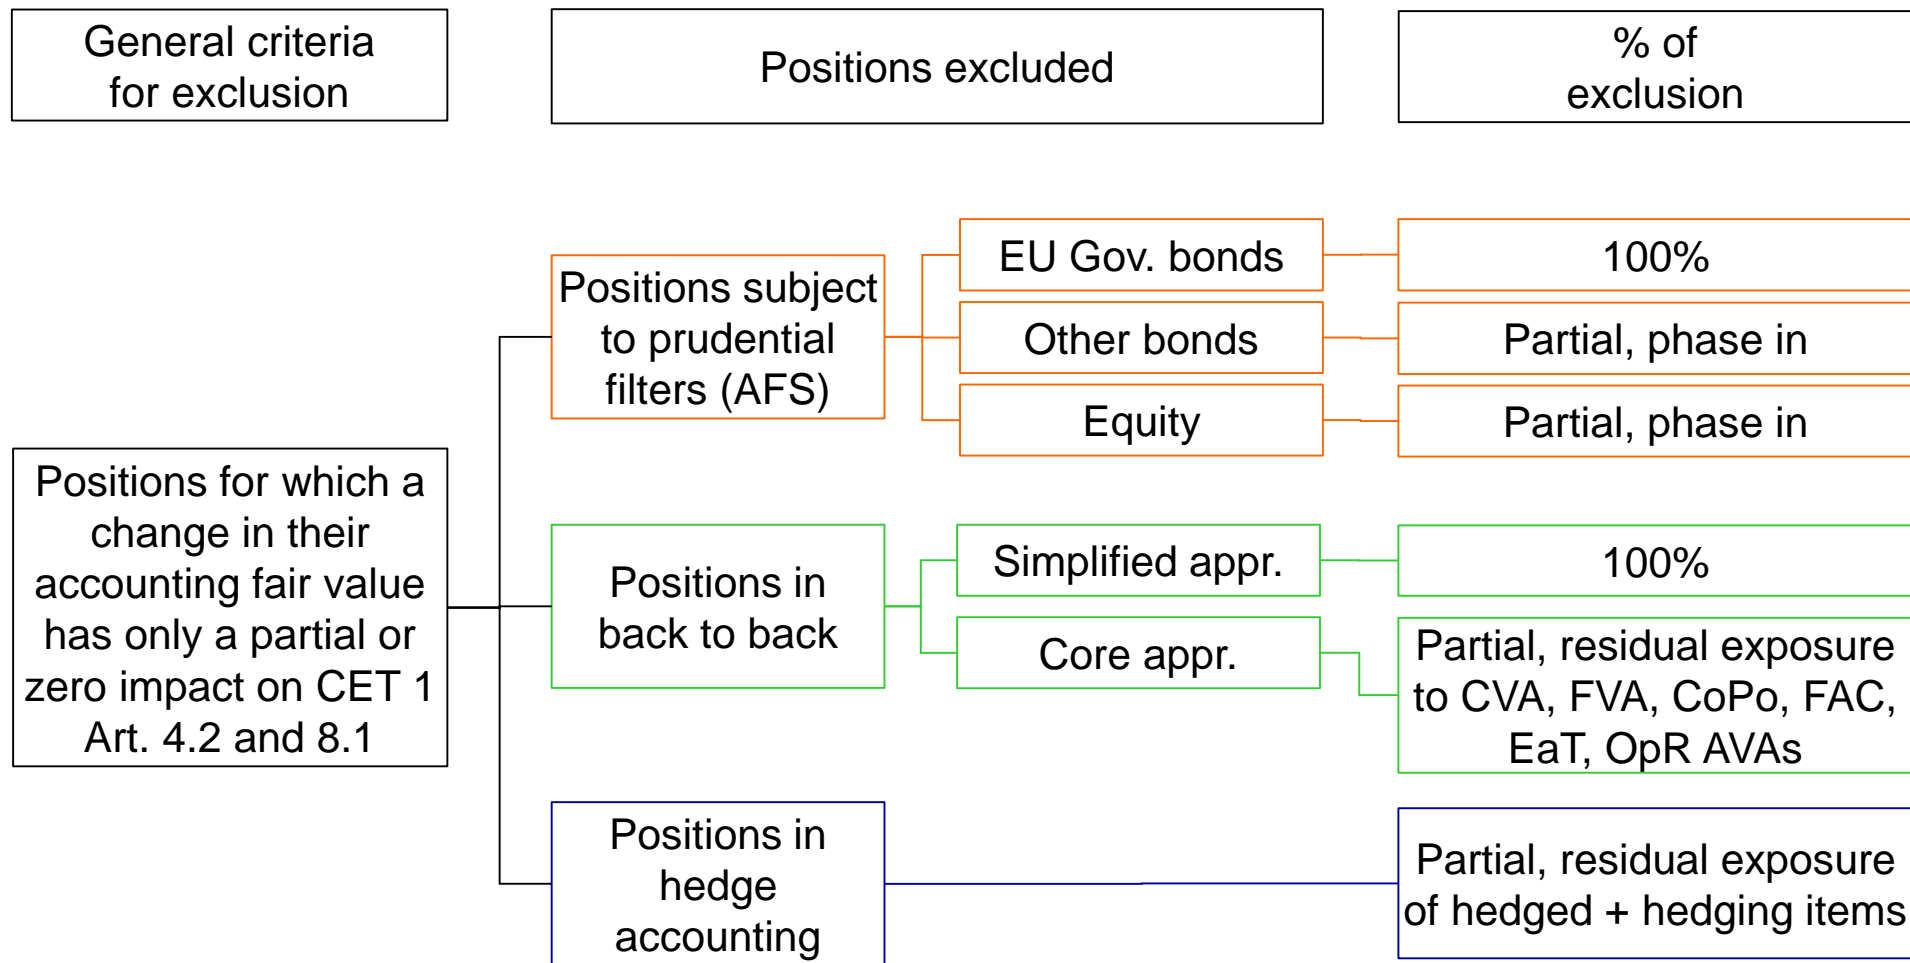 General criteria
for exclusion
Positions excluded
% of
exclusion
Positions for which a
change in their
accounting fair value
has only a partial or
zero impact on CET 1
Art. 4.2 and 8.1
Positions subject
to prudential
filters (AFS)
EU Gov. bonds
100%
Other bonds
Partial, phase in
Equity
Partial, phase in
Positions in
back to back
Simplified appr.
100%
Core appr.
Partial, residual exposure
to CVA, FVA, CoPo, FAC,
EaT, OpR AVAs
Positions in
hedge
accounting
Partial, residual exposure
of hedged + hedging items